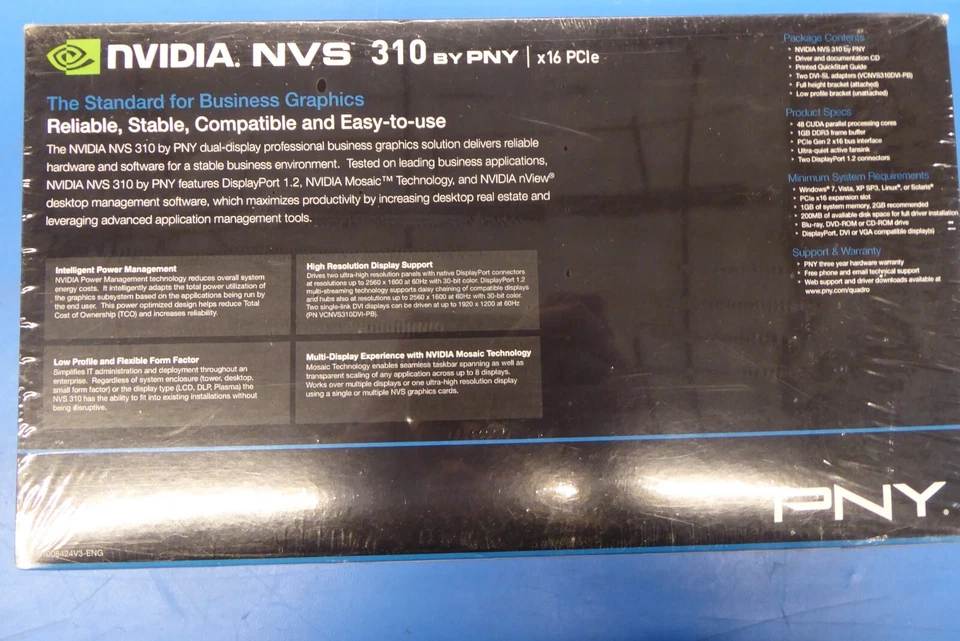 NVIDIA. NVS™ 310 BY PNY | x16 PCIe
The Standard for Business Graphics
Reliable, Stable, Compatible and Easy-to-use
The NVIDIA NVS 310 by PNY dual-display professional business graphics solution delivers reliable
hardware and software for a stable business environment. Tested on leading business applications,
NVIDIA NVS 310 by PNY features DisplayPort 1.2, NVIDIA Mosaic™ Technology, and NVIDIA nView®
desktop management software, which maximizes productivity by increasing desktop real estate and
leveraging advanced application management tools.
Intelligent Power Management
NVIDIA Power Management technology reduces overall system
energy costs. It intelligently adapts the total power utilization of
the graphics subsystem based on the applications being run by
the end user. This power optimized design helps reduce Total
Cost of Ownership (TCO) and increases reliability.
High Resolution Display Support
Drives two ultra-high resolution panels with native DisplayPort connectors
at resolutions up to 2560 x 1600 at 60Hz with 30-bit color. DisplayPort 1.2
multi-streaming technology supports daisy chaining of compatible displays
and hubs also at resolutions up to 2560 x 1600 at 60Hz with 30-bit color.
Two single-link DVI displays can be driven at up to 1920 x 1200 at 60Hz
(PN VCNVS310DVI-PB).
Low Profile and Flexible Form Factor
Simplifies IT administration and deployment throughout an
enterprise. Regardless of system enclosure (tower, desktop,
small form factor) or the display type (LCD, DLP, Plasma) the
NVS 310 has the ability to fit into existing installations without
being disruptive.
Multi-Display Experience with NVIDIA Mosaic Technology
Mosaic Technology enables seamless taskbar spanning as well as
transparent scaling of any application across up to 8 displays.
Works over multiple displays or one ultra-high resolution display
using a single or multiple NVS graphics cards.
Package Contents
• NVIDIA NVS 310 by PNY
• Driver and documentation CD
• Printed QuickStart Guide
• Two DVI-SL adapters (VCNVS310DVI-PB)
• Full height bracket (attached)
• Low profile bracket (unattached)
Product Specs
• 48 CUDA parallel processing cores
• 1GB DDR3 frame buffer
• PCIe Gen 2 x16 bus interface
• Ultra-quiet active fansink
• Two DisplayPort 1.2 connectors
Minimum System Requirements
• Windows® 7, Vista, XP SP3, Linux®, or Solaris®
• PCIe x16 expansion slot
• 1GB of system memory, 2GB recommended
• 200MB of available disk space for full driver installation
• Blu-ray, DVD-ROM or CD-ROM drive
• DisplayPort, DVI or VGA compatible display(s)
Support & Warranty
• PNY three year hardware warranty
• Free phone and email technical support
• Web support and driver downloads available at
www.pny.com/quadro
PNY.